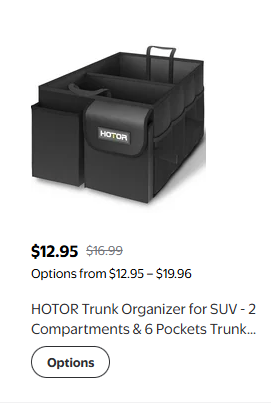 HOTOR
$12.95 $16.99
Options from $12.95 – $19.96
HOTOR Trunk Organizer for SUV - 2
Compartments & 6 Pockets Trunk...
Options